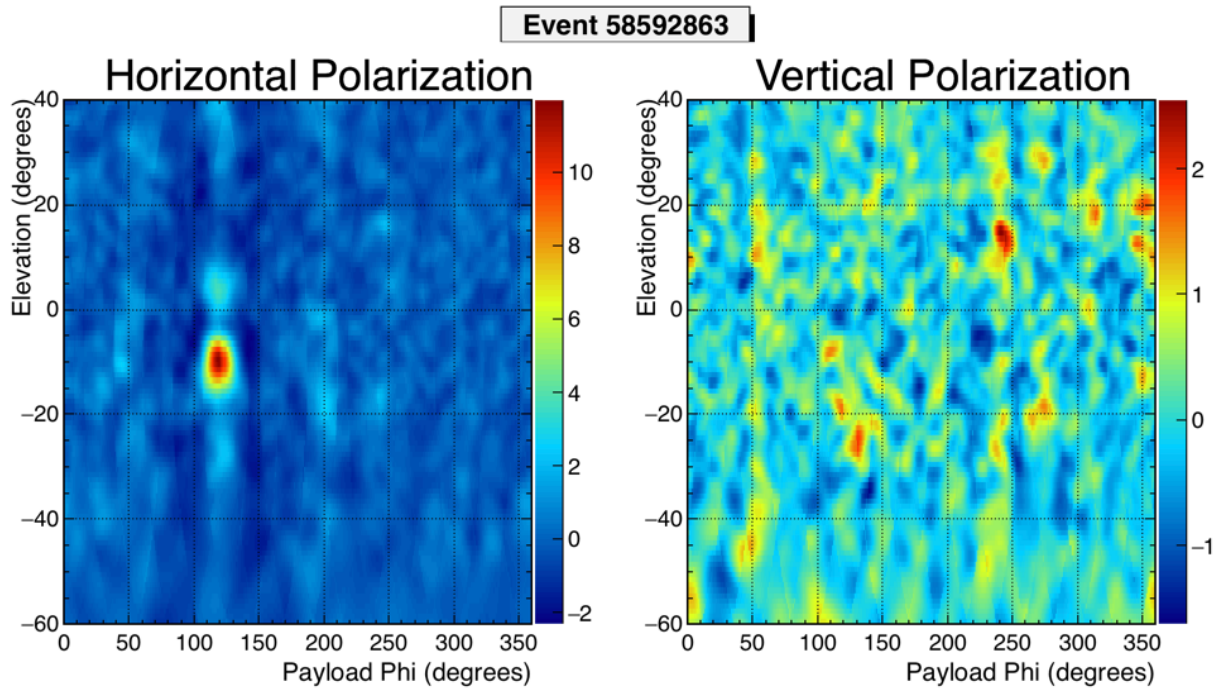 Event 58592863
Horizontal Polarization
Elevation (degrees)
40
20
0
−20
−40
−60
0 50 100 150 200 250 300 350
Payload Phi (degrees)
10
8
6
4
2
0
−2
Vertical Polarization
Elevation (degrees)
40
20
0
−20
−40
−60
0 50 100 150 200 250 300 350
Payload Phi (degrees)
2
1
0
−1